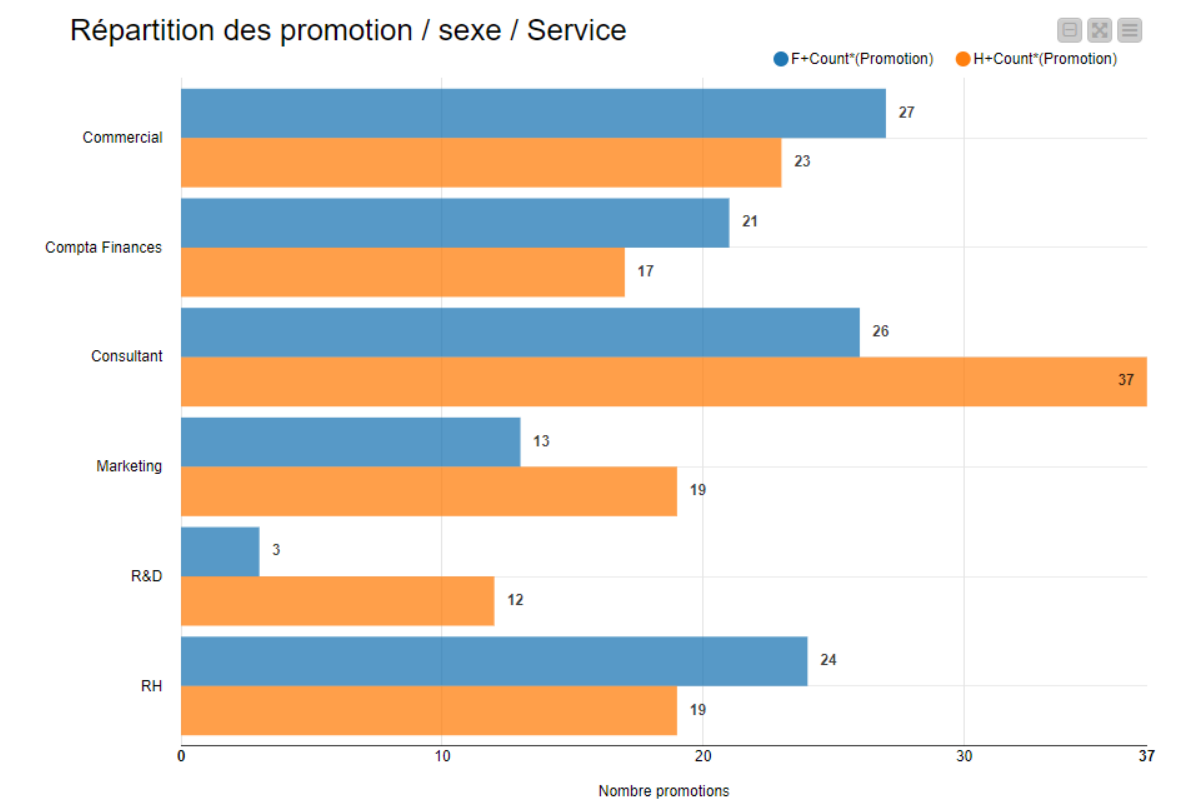 Répartition des promotion / sexe / Service
F+Count*(Promotion) H+Count*(Promotion)
Commercial
27
23
Compta Finances
21
17
Consultant
26
37
Marketing
13
19
R&D
3
12
RH
24
19
0 10 20 30 37
Nombre promotions